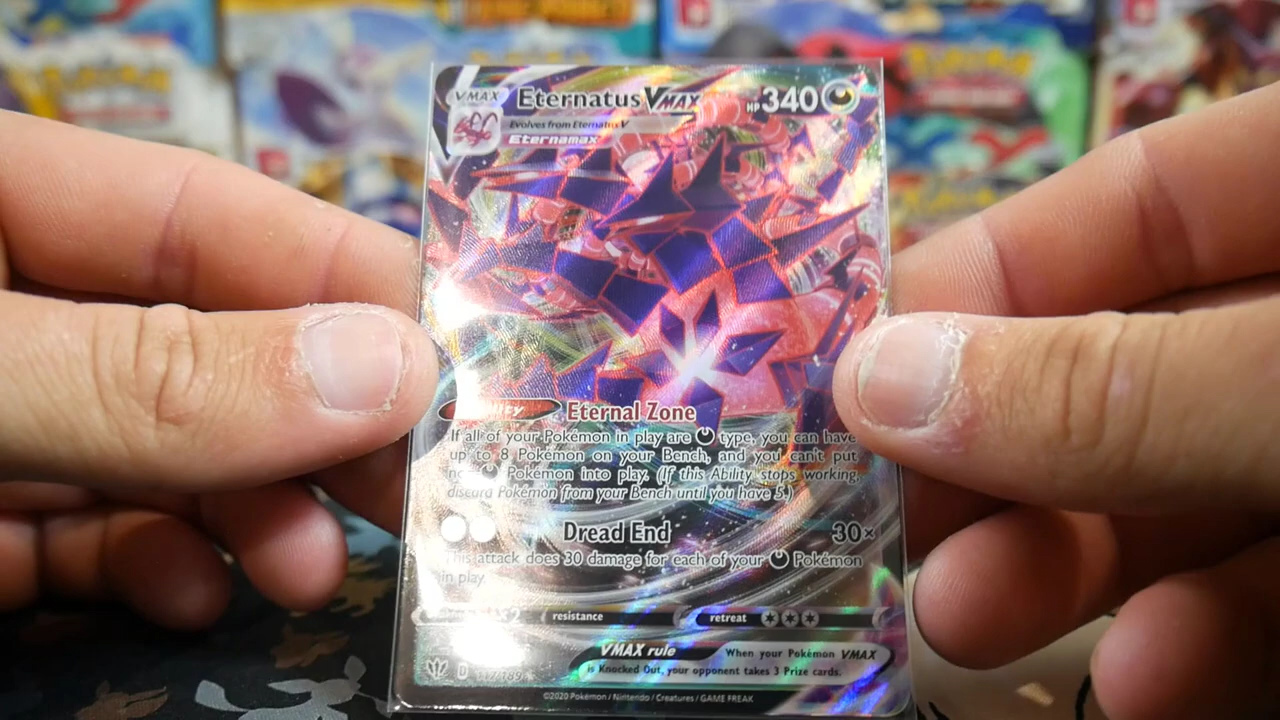 VMAX Eternatus VMAX HP 340
Evolves from Eternatus V
Eternamax
Eternal Zone
If all of your Pokémon in play are type, you can have
up to 8 Pokémon on your Bench, and you can't put
Pokémon into play. (If this Ability stops working,
discard Pokémon from your Bench until you have 5.)
Dread End 30×
This attack does 30 damage for each of your Pokémon
in play.
resistance retreat
VMAX rule When your Pokémon VMAX
is Knocked Out, your opponent takes 3 Prize cards.
D /189
©2020 Pokémon / Nintendo / Creatures / GAME FREAK